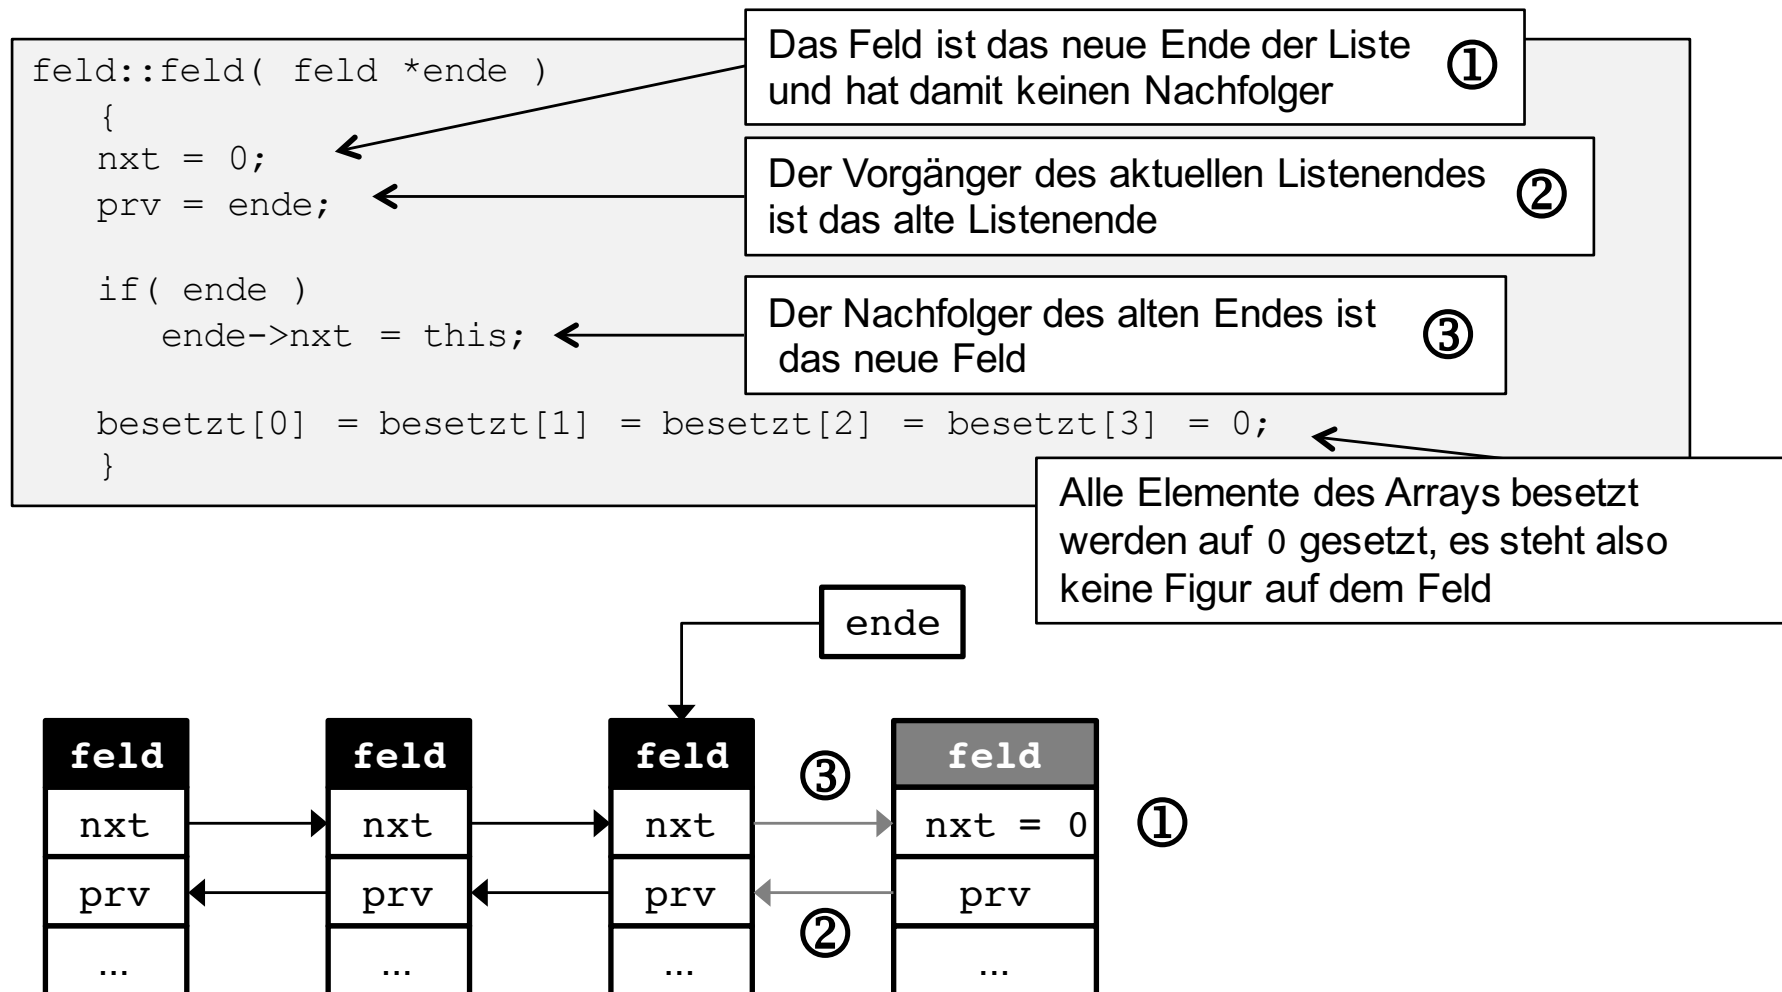 feld::feld( feld *ende )
{
nxt = 0;
prv = ende;
if( ende )
ende->nxt = this;
besetzt[0] = besetzt[1] = besetzt[2] = besetzt[3] = 0;
}
Das Feld ist das neue Ende der Liste
und hat damit keinen Nachfolger
①
Der Vorgänger des aktuellen Listenendes
ist das alte Listenende
②
Der Nachfolger des alten Endes ist
das neue Feld
③
Alle Elemente des Arrays besetzt
werden auf 0 gesetzt, es steht also
keine Figur auf dem Feld
ende
feld feld feld ③ feld
nxt nxt nxt nxt = 0 ①
prv prv prv ② prv
... ... ... ...